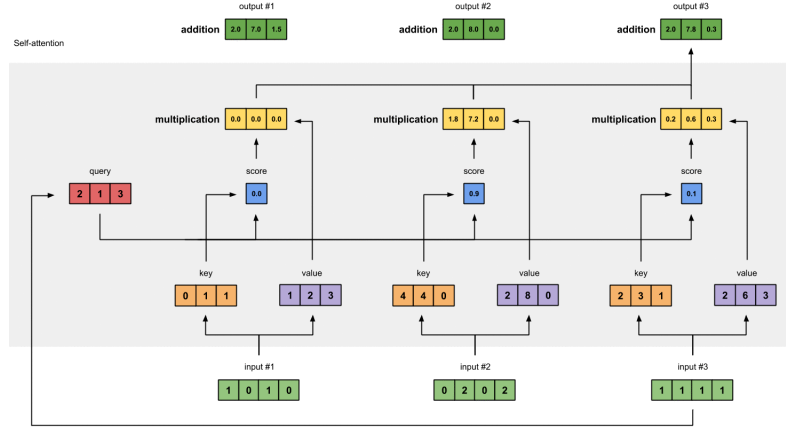 output #1 output #2 output #3
addition 2.0 7.0 1.5 addition 2.0 8.0 0.0 addition 2.0 7.8 0.3
Self-attention
multiplication 0.0 0.0 0.0 multiplication 1.8 7.2 0.0 multiplication 0.2 0.6 0.3
query score score score
2 1 3 0.0 0.9 0.1
key value key value key value
0 1 1 1 2 3 4 4 0 2 8 0 2 3 1 2 6 3
input #1 input #2 input #3
1 0 1 0 0 2 0 2 1 1 1 1